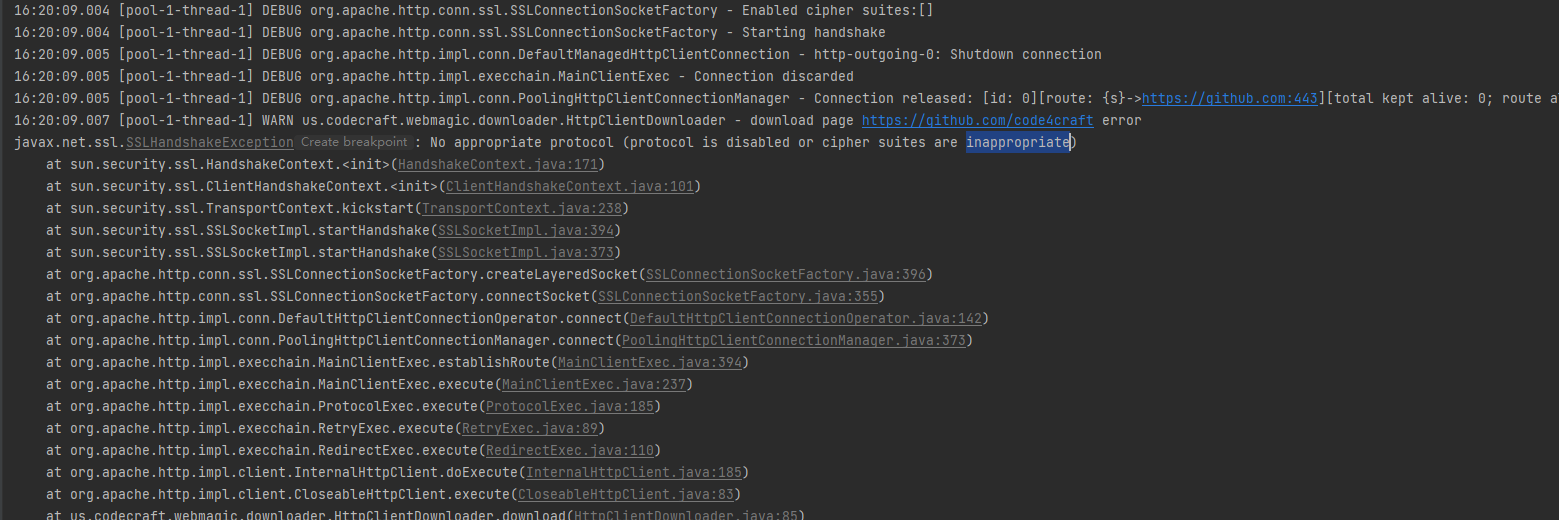 16:20:09.004 [pool-1-thread-1] DEBUG org.apache.http.conn.ssl.SSLConnectionSocketFactory - Enabled cipher suites:[]
16:20:09.004 [pool-1-thread-1] DEBUG org.apache.http.conn.ssl.SSLConnectionSocketFactory - Starting handshake
16:20:09.005 [pool-1-thread-1] DEBUG org.apache.http.impl.conn.DefaultManagedHttpClientConnection - http-outgoing-0: Shutdown connection
16:20:09.005 [pool-1-thread-1] DEBUG org.apache.http.impl.execchain.MainClientExec - Connection discarded
16:20:09.005 [pool-1-thread-1] DEBUG org.apache.http.impl.conn.PoolingHttpClientConnectionManager - Connection released: [id: 0][route: {s}->https://github.com:443][total kept alive: 0; route a
16:20:09.007 [pool-1-thread-1] WARN us.codecraft.webmagic.downloader.HttpClientDownloader - download page https://github.com/code4craft error
javax.net.ssl.SSLHandshakeException Create breakpoint : No appropriate protocol (protocol is disabled or cipher suites are inappropriate)
at sun.security.ssl.HandshakeContext.<init>(HandshakeContext.java:171)
at sun.security.ssl.ClientHandshakeContext.<init>(ClientHandshakeContext.java:101)
at sun.security.ssl.TransportContext.kickstart(TransportContext.java:238)
at sun.security.ssl.SSLSocketImpl.startHandshake(SSLSocketImpl.java:394)
at sun.security.ssl.SSLSocketImpl.startHandshake(SSLSocketImpl.java:373)
at org.apache.http.conn.ssl.SSLConnectionSocketFactory.createLayeredSocket(SSLConnectionSocketFactory.java:396)
at org.apache.http.conn.ssl.SSLConnectionSocketFactory.connectSocket(SSLConnectionSocketFactory.java:355)
at org.apache.http.impl.conn.DefaultHttpClientConnectionOperator.connect(DefaultHttpClientConnectionOperator.java:142)
at org.apache.http.impl.conn.PoolingHttpClientConnectionManager.connect(PoolingHttpClientConnectionManager.java:373)
at org.apache.http.impl.execchain.MainClientExec.establishRoute(MainClientExec.java:394)
at org.apache.http.impl.execchain.MainClientExec.execute(MainClientExec.java:237)
at org.apache.http.impl.execchain.ProtocolExec.execute(ProtocolExec.java:185)
at org.apache.http.impl.execchain.RetryExec.execute(RetryExec.java:89)
at org.apache.http.impl.execchain.RedirectExec.execute(RedirectExec.java:110)
at org.apache.http.impl.client.InternalHttpClient.doExecute(InternalHttpClient.java:185)
at org.apache.http.impl.client.CloseableHttpClient.execute(CloseableHttpClient.java:83)
at us.codecraft.webmagic.downloader.HttpClientDownloader.download(HttpClientDownloader.java:85)